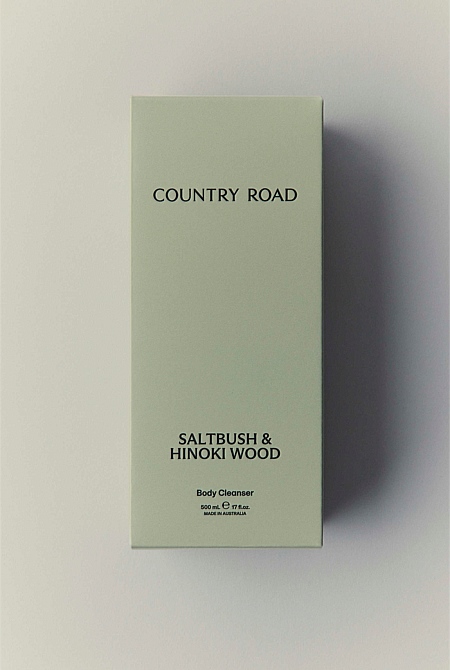 COUNTRY ROAD
SALTBUSH &
HINOKI WOOD
Body Cleanser
500 mL ℮ 17 fl.oz.
MADE IN AUSTRALIA